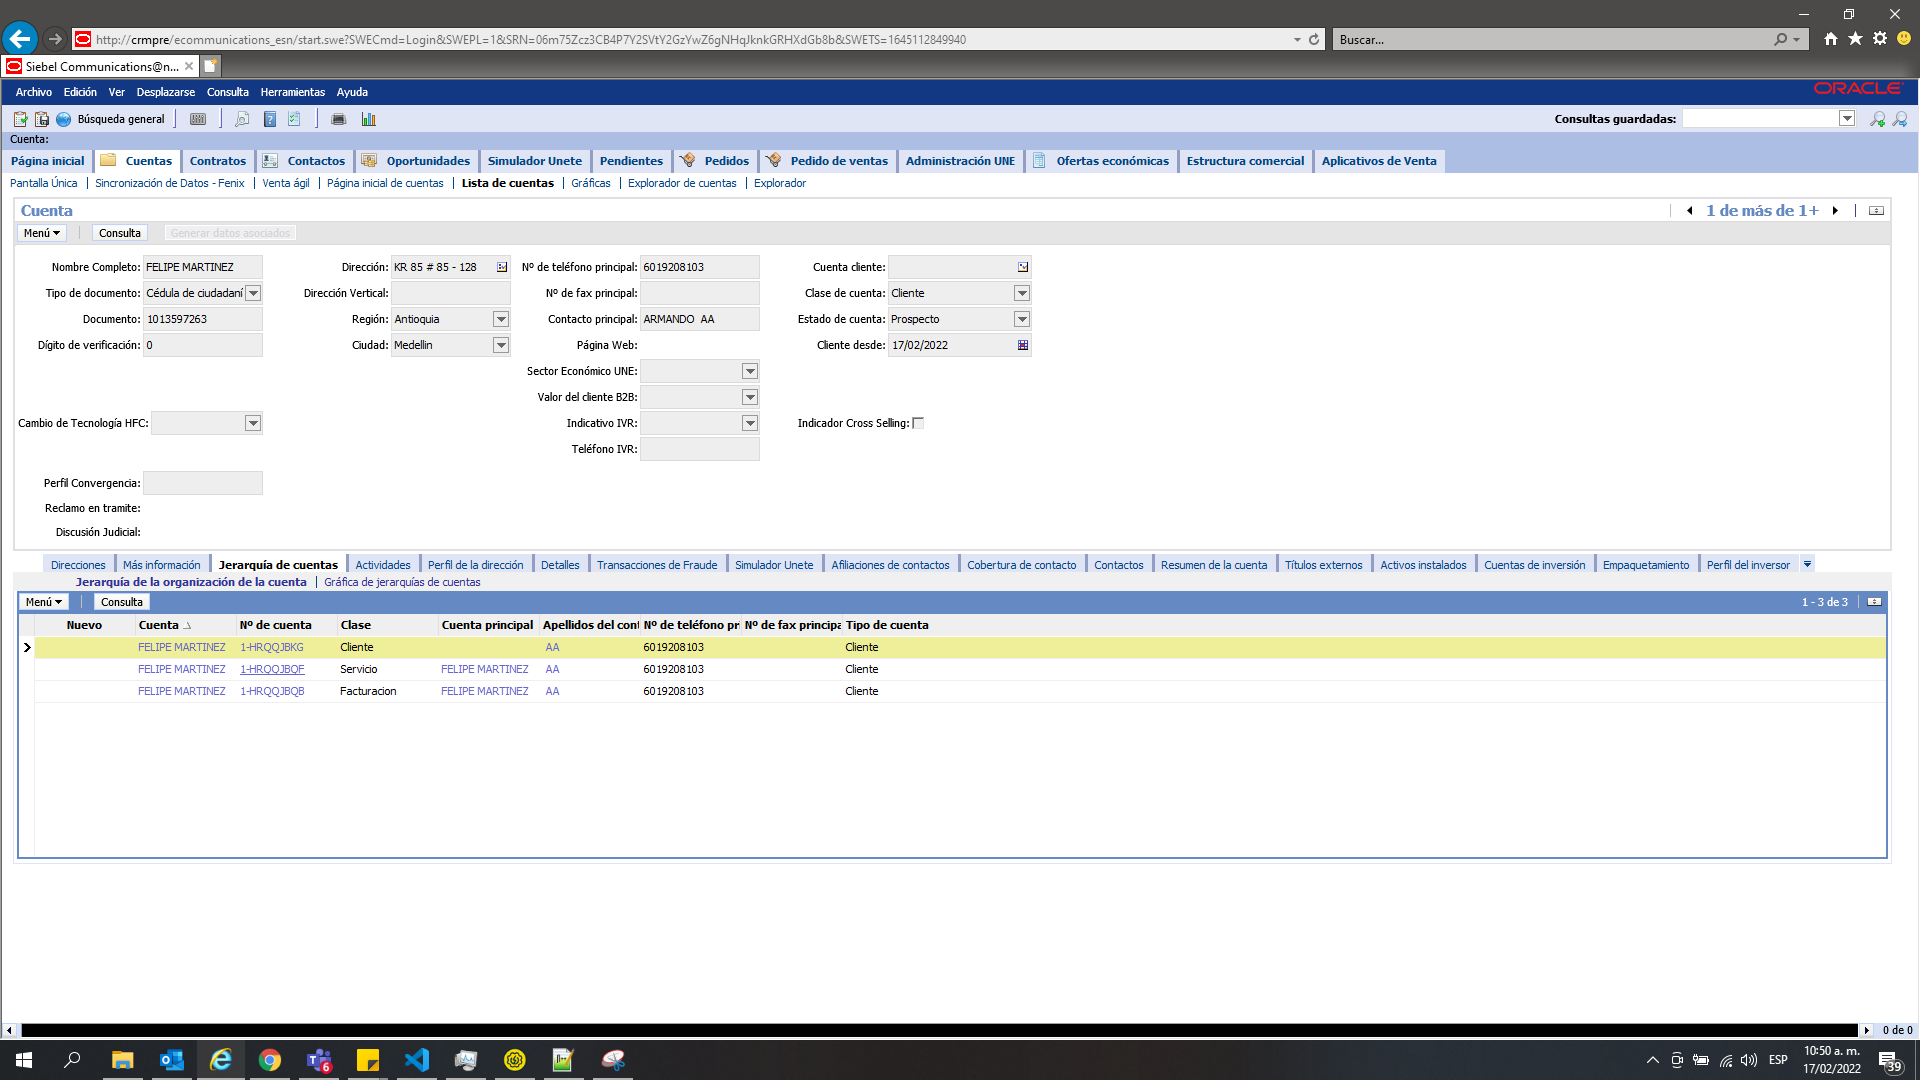 http://crmpre/ecommunications_esn/start.swe?SWECmd=Login&SWEPL=1&SRN=06m75Zcz3CB4P7Y2SVtY2GzYwZ6gNHqJknkGRHXdGb8b&SWETS=1645112849940
Buscar...
Siebel Communications@n...
Archivo Edición Ver Desplazarse Consulta Herramientas Ayuda
ORACLE
Búsqueda general
Consultas guardadas:
Cuenta:
Página inicial Cuentas Contratos Contactos Oportunidades Simulador Unete Pendientes Pedidos Pedido de ventas Administración UNE Ofertas económicas Estructura comercial Aplicativos de Venta
Pantalla Única Sincronización de Datos - Fenix Venta ágil Página inicial de cuentas Lista de cuentas Gráficas Explorador de cuentas Explorador
Cuenta
1 de más de 1+
Menú Consulta Generar datos asociados
Nombre Completo: FELIPE MARTINEZ Dirección: KR 85 # 85 - 128 Nº de teléfono principal: 6019208103 Cuenta cliente:
Tipo de documento: Cédula de ciudadaní Dirección Vertical: Nº de fax principal: Clase de cuenta: Cliente
Documento: 1013597263 Región: Antioquia Contacto principal: ARMANDO AA Estado de cuenta: Prospecto
Dígito de verificación: 0 Ciudad: Medellin Página Web: Cliente desde: 17/02/2022
Sector Económico UNE:
Valor del cliente B2B:
Cambio de Tecnología HFC: Indicativo IVR: Indicador Cross Selling:
Teléfono IVR:
Perfil Convergencia:
Reclamo en tramite:
Discusión Judicial:
Direcciones Más información Jerarquía de cuentas Actividades Perfil de la dirección Detalles Transacciones de Fraude Simulador Unete Afiliaciones de contactos Cobertura de contacto Contactos Resumen de la cuenta Títulos externos Activos instalados Cuentas de inversión Empaquetamiento Perfil del inversor
Jerarquía de la organización de la cuenta Gráfica de jerarquías de cuentas
Menú Consulta
1 - 3 de 3
Nuevo Cuenta Nº de cuenta Clase Cuenta principal Apellidos del cont Nº de teléfono pr Nº de fax principa Tipo de cuenta
FELIPE MARTINEZ 1-HRQQJBKG Cliente AA 6019208103 Cliente
FELIPE MARTINEZ 1-HRQQJBQF Servicio FELIPE MARTINEZ AA 6019208103 Cliente
FELIPE MARTINEZ 1-HRQQJBQB Facturacion FELIPE MARTINEZ AA 6019208103 Cliente
0 de 0
6
ESP
10:50 a. m.
17/02/2022
39